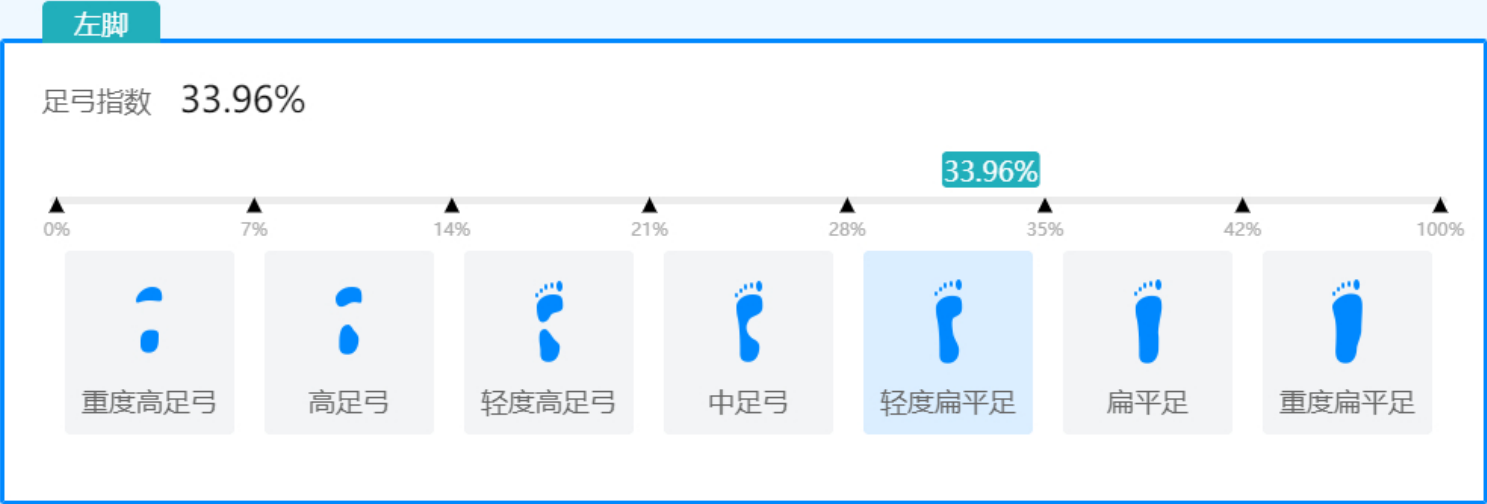 左脚
足弓指数 33.96%
33.96%
0% 7% 14% 21% 28% 35% 42% 100%
重度高足弓 高足弓 轻度高足弓 中足弓 轻度扁平足 扁平足 重度扁平足